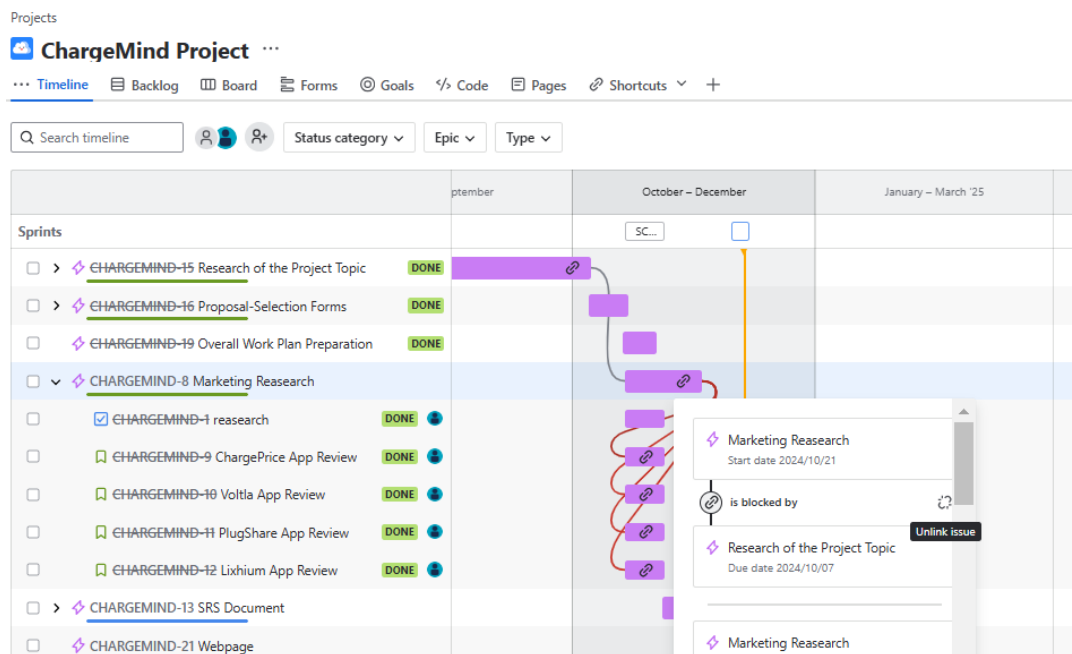 Projects
ChargeMind Project
Timeline Backlog Board Forms Goals Code Pages Shortcuts
Search timeline Status category Epic Type
ptember October – December January – March '25
Sprints SC...
CHARGEMIND-15 Research of the Project Topic DONE
CHARGEMIND-16 Proposal-Selection Forms DONE
CHARGEMIND-19 Overall Work Plan Preparation DONE
CHARGEMIND-8 Marketing Reasearch
CHARGEMIND-1 reasearch DONE
CHARGEMIND-9 ChargePrice App Review DONE
CHARGEMIND-10 Voltla App Review DONE
CHARGEMIND-11 PlugShare App Review DONE
CHARGEMIND-12 Lixhium App Review DONE
CHARGEMIND-13 SRS Document
CHARGEMIND-21 Webpage
Marketing Reasearch
Start date 2024/10/21
is blocked by
Unlink issue
Research of the Project Topic
Due date 2024/10/07
Marketing Reasearch